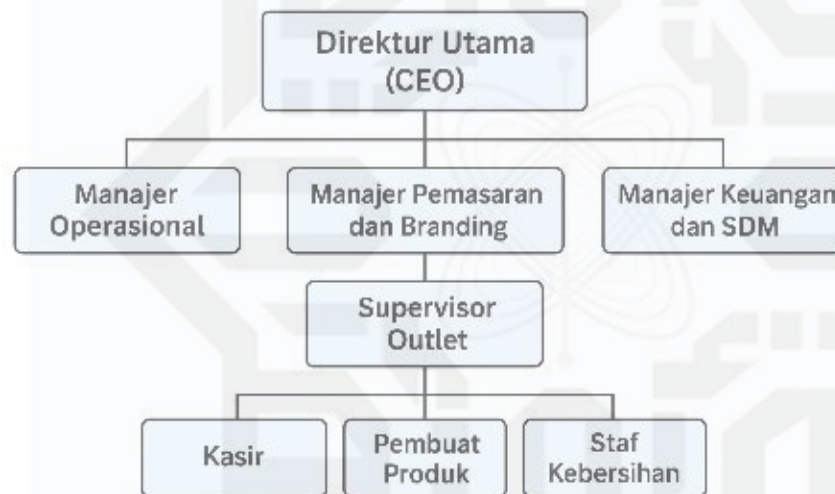 Direktur Utama
(CEO)
Manajer
Operasional
Manajer Pemasaran
dan Branding
Manajer Keuangan
dan SDM
Supervisor
Outlet
Kasir
Pembuat
Produk
Staf
Kebersihan